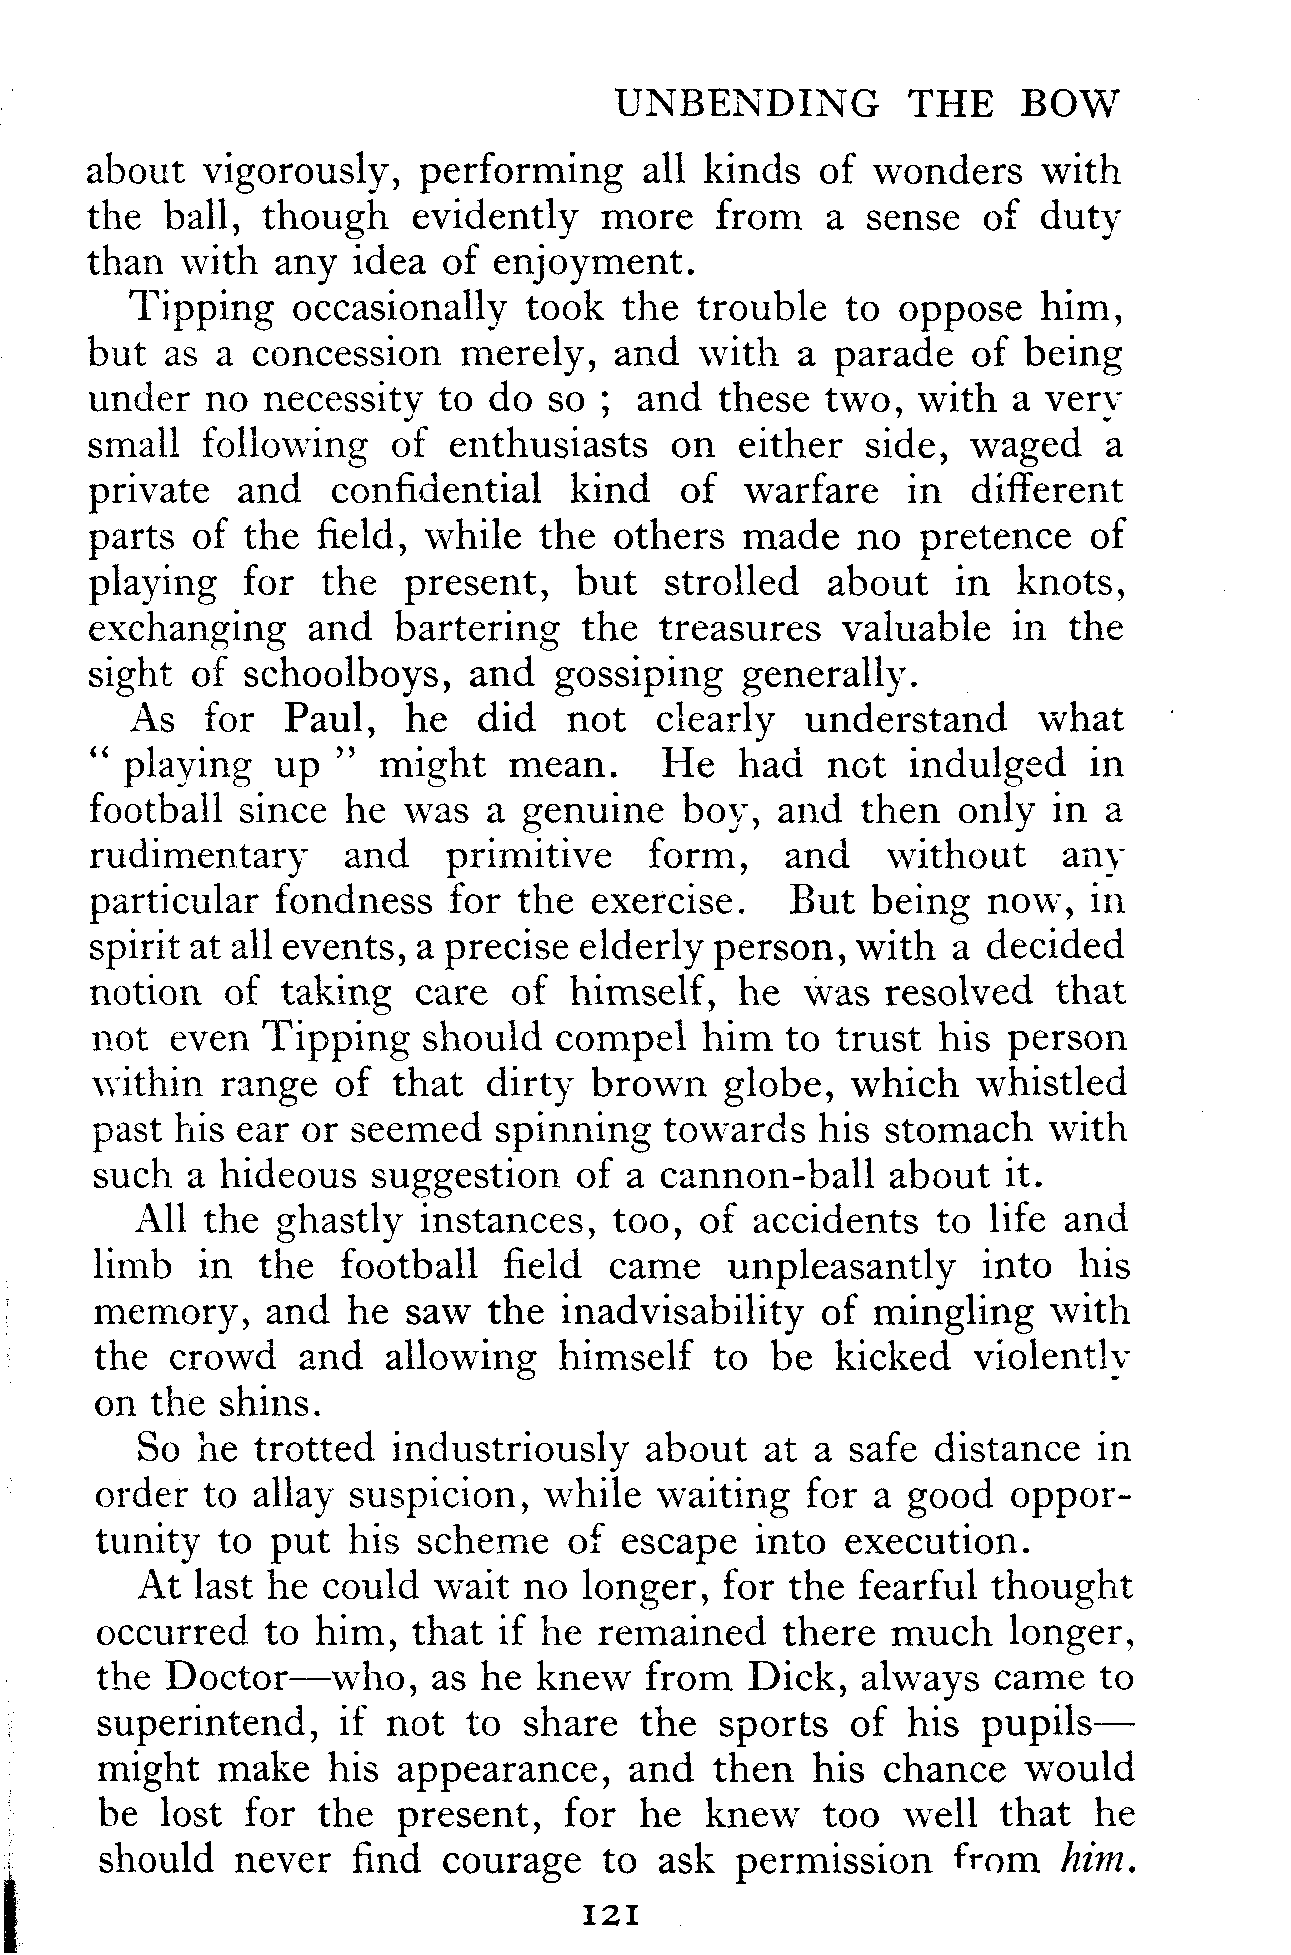 UNBENDING THE BOW
about vigorously, performing all kinds of wonders with
the ball, though evidently more from a sense of duty
than with any idea of enjoyment.
Tipping occasionally took the trouble to oppose him,
but as a concession merely, and with a parade of being
under no necessity to do so ; and these two, with a very
small following of enthusiasts on either side, waged a
private and confidential kind of warfare in different
parts of the field, while the others made no pretence of
playing for the present, but strolled about in knots,
exchanging and bartering the treasures valuable in the
sight of schoolboys, and gossiping generally.
As for Paul, he did not clearly understand what
“ playing up ” might mean. He had not indulged in
football since he was a genuine boy, and then only in a
rudimentary and primitive form, and without any
particular fondness for the exercise. But being now, in
spirit at all events, a precise elderly person, with a decided
notion of taking care of himself, he was resolved that
not even Tipping should compel him to trust his person
within range of that dirty brown globe, which whistled
past his ear or seemed spinning towards his stomach with
such a hideous suggestion of a cannon-ball about it.
All the ghastly instances, too, of accidents to life and
limb in the football field came unpleasantly into his
memory, and he saw the inadvisability of mingling with
the crowd and allowing himself to be kicked violently
on the shins.
So he trotted industriously about at a safe distance in
order to allay suspicion, while waiting for a good oppor-
tunity to put his scheme of escape into execution.
At last he could wait no longer, for the fearful thought
occurred to him, that if he remained there much longer,
the Doctor—who, as he knew from Dick, always came to
superintend, if not to share the sports of his pupils—
might make his appearance, and then his chance would
be lost for the present, for he knew too well that he
should never find courage to ask permission from him.
121